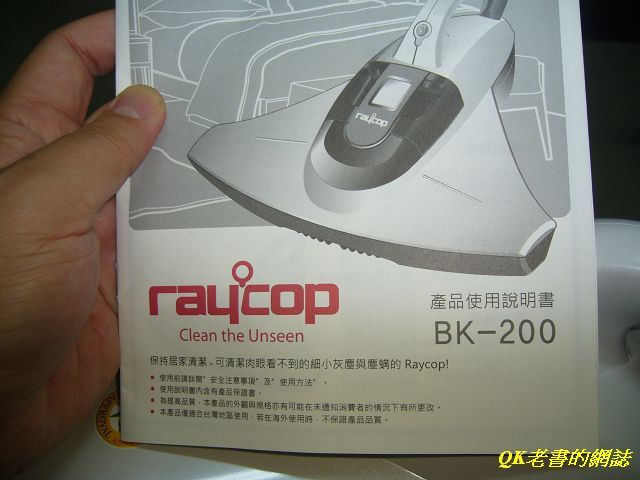 raycop
raycop
Clean the Unseen
產品使用說明書
BK-200
保持居家清潔、可清潔肉眼看不到的細小灰塵與塵蟎的 Raycop!
• 使用前請詳閱"安全注意事項"及"使用方法"。
• 使用說明書內含有產品保證書。
• 為提高品質,本產品的外觀與規格亦有可能在未通知消費者的情況下有所更改。
• 本產品僅適合台灣地區使用,若在海外使用時,不保證產品品質。
QK老書的網誌